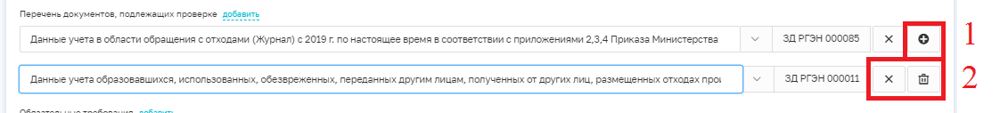 Перечень документов, подлежащих проверке добавить
Данные учета в области обращения с отходами (Журнал) с 2019 г. по настоящее время в соответствии с приложениями 2,3,4 Приказа Министерства ЗД РГЭН 000085 1
Данные учета образовавшихся, использованных, обезвреженных, переданных другим лицам, полученных от других лиц, размещенных отходах прои ЗД РГЭН 000011 2
Обязательные требования добавить